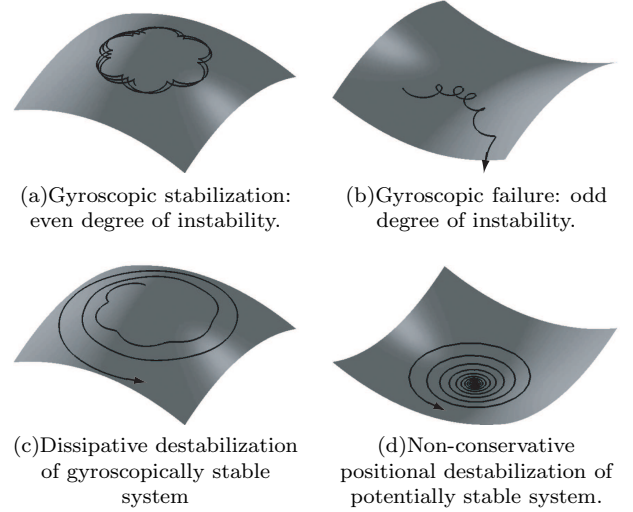 (a)Gyroscopic stabilization:
even degree of instability.
(b)Gyroscopic failure: odd
degree of instability.
(c)Dissipative destabilization
of gyroscopically stable
system
(d)Non-conservative
positional destabilization of
potentially stable system.